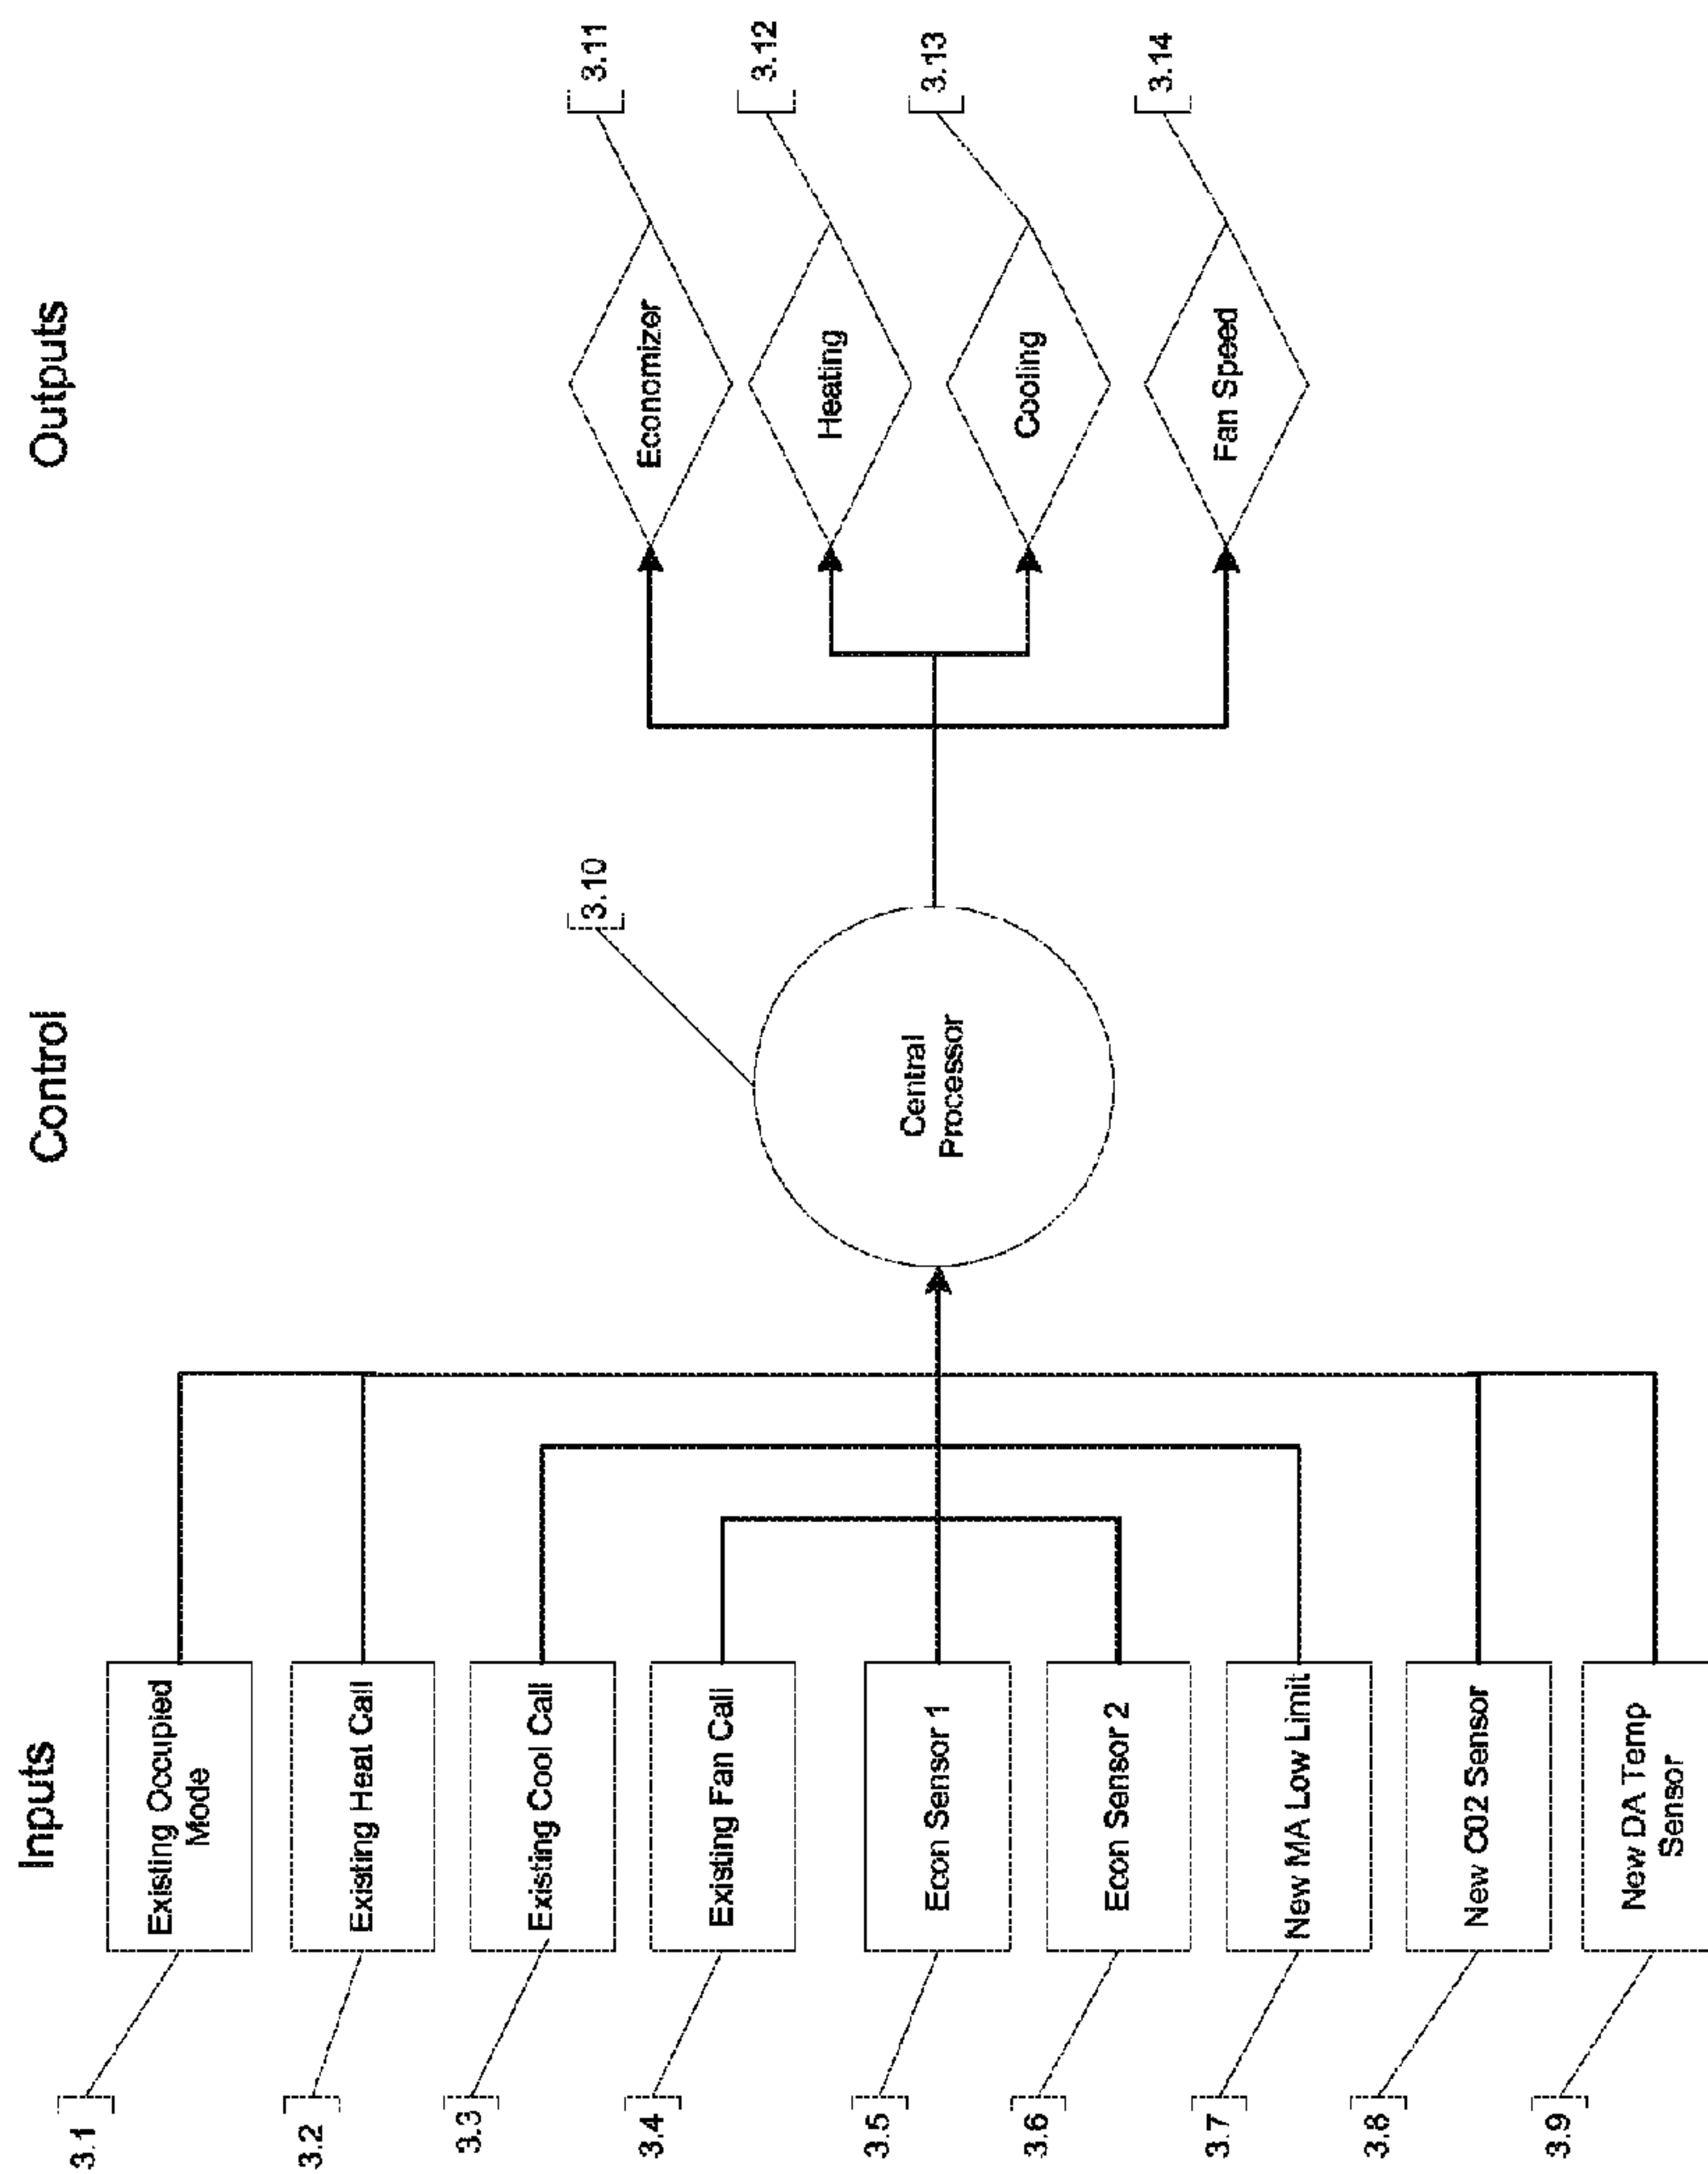 Inputs
Control
Outputs
3.1
Existing Occupied
Mode
3.2
Existing Heat Call
3.3
Existing Cool Call
3.4
Existing Fan Call
3.5
Econ Sensor 1
3.6
Econ Sensor 2
3.7
New MA Low Limit
3.8
New C02 Sensor
3.9
New DA Temp
Sensor
3.10
Central
Processor
3.11
Economizer
3.12
Heating
3.13
Cooling
3.14
Fan Speed